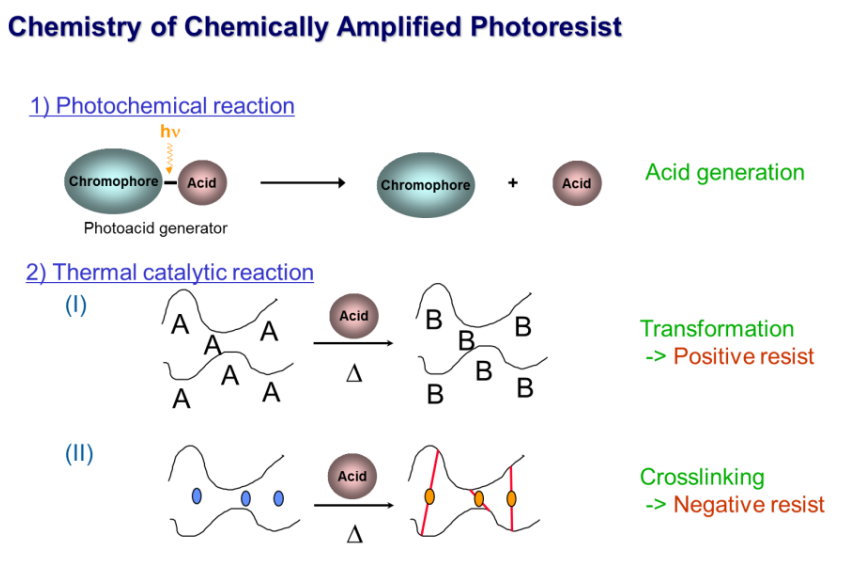 Chemistry of Chemically Amplified Photoresist
1) Photochemical reaction
hν
Chromophore Acid Chromophore + Acid Acid generation
Photoacid generator
2) Thermal catalytic reaction
(I)
A A A A A A Acid Δ B B B B B B
Transformation
-> Positive resist
(II)
Acid
Δ
Crosslinking
-> Negative resist